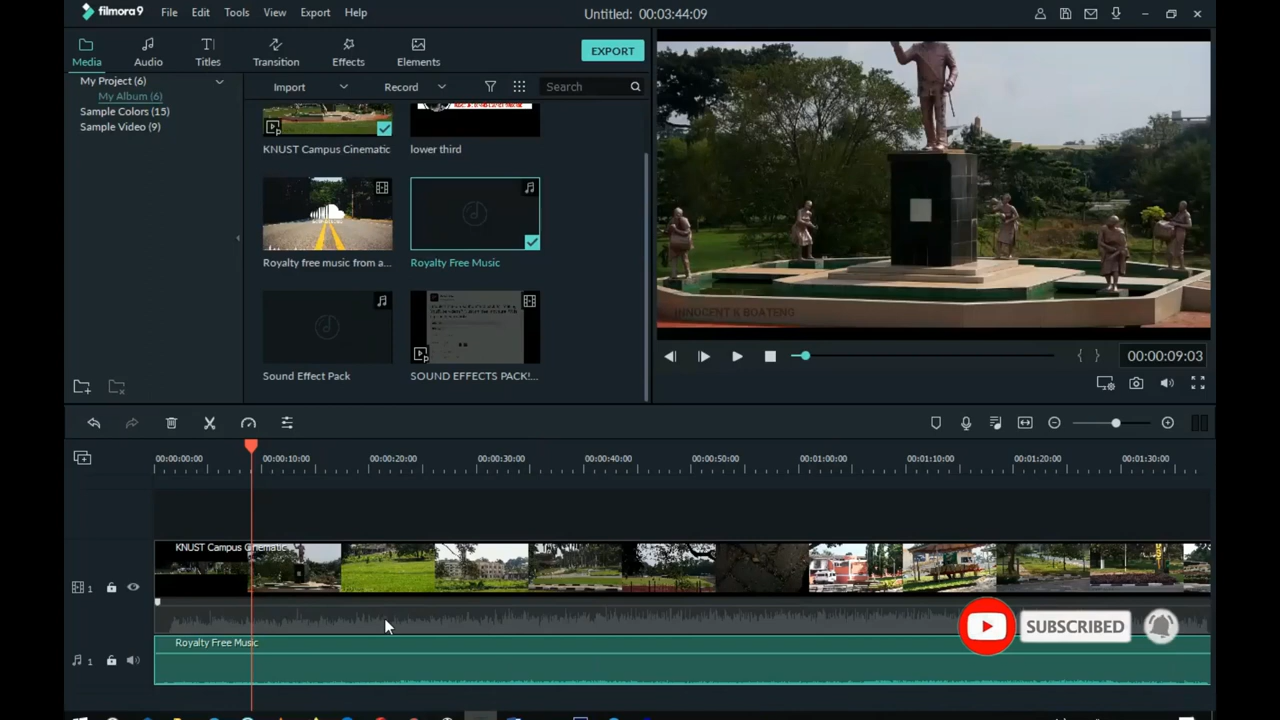 filmora9 File Edit Tools View Export Help Untitled: 00:03:44:09
Media Audio Titles Transition Effects Elements EXPORT
My Project (6)
My Album (6)
Sample Colors (15)
Sample Video (9)
Import Record Search
KNUST Campus Cinematic lower third
Royalty free music from a... Royalty Free Music
Sound Effect Pack SOUND EFFECTS PACK!...
INNOCENT K BOATENG
00:00:09:03
00:00:00:00 00:00:10:00 00:00:20:00 00:00:30:00 00:00:40:00 00:00:50:00 00:01:00:00 00:01:10:00 00:01:20:00 00:01:30:00
KNUST Campus Cinematic
1
SUBSCRIBED
Royalty Free Music
1